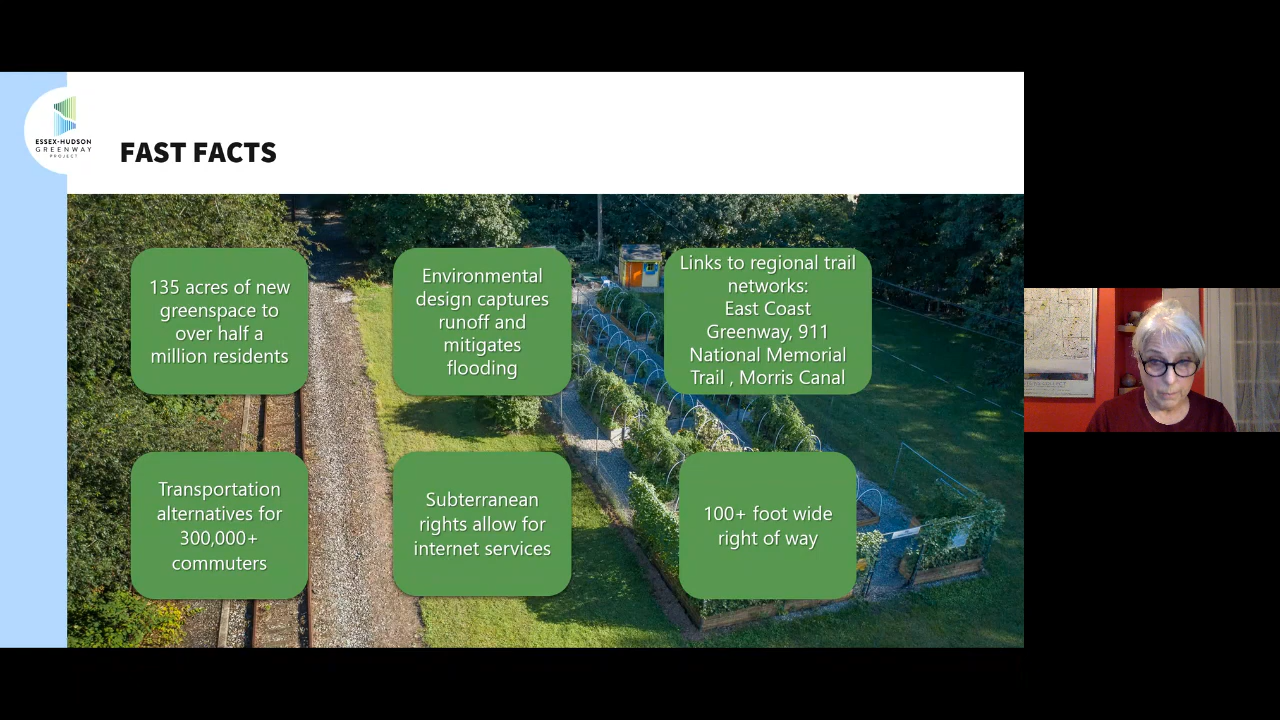 ESSEX-HUDSON
GREENWAY
PROJECT
FAST FACTS
135 acres of new
greenspace to
over half a
million residents
Environmental
design captures
runoff and
mitigates
flooding
Links to regional trail
networks:
East Coast
Greenway, 911
National Memorial
Trail , Morris Canal
Transportation
alternatives for
300,000+
commuters
Subterranean
rights allow for
internet services
100+ foot wide
right of way